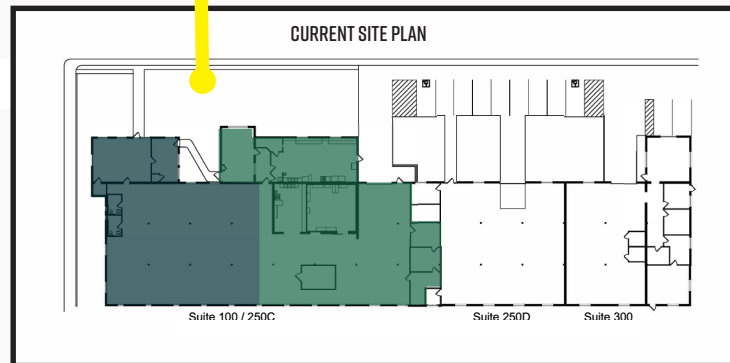 CURRENT SITE PLAN
Suite 100 / 250C
Suite 250D
Suite 300